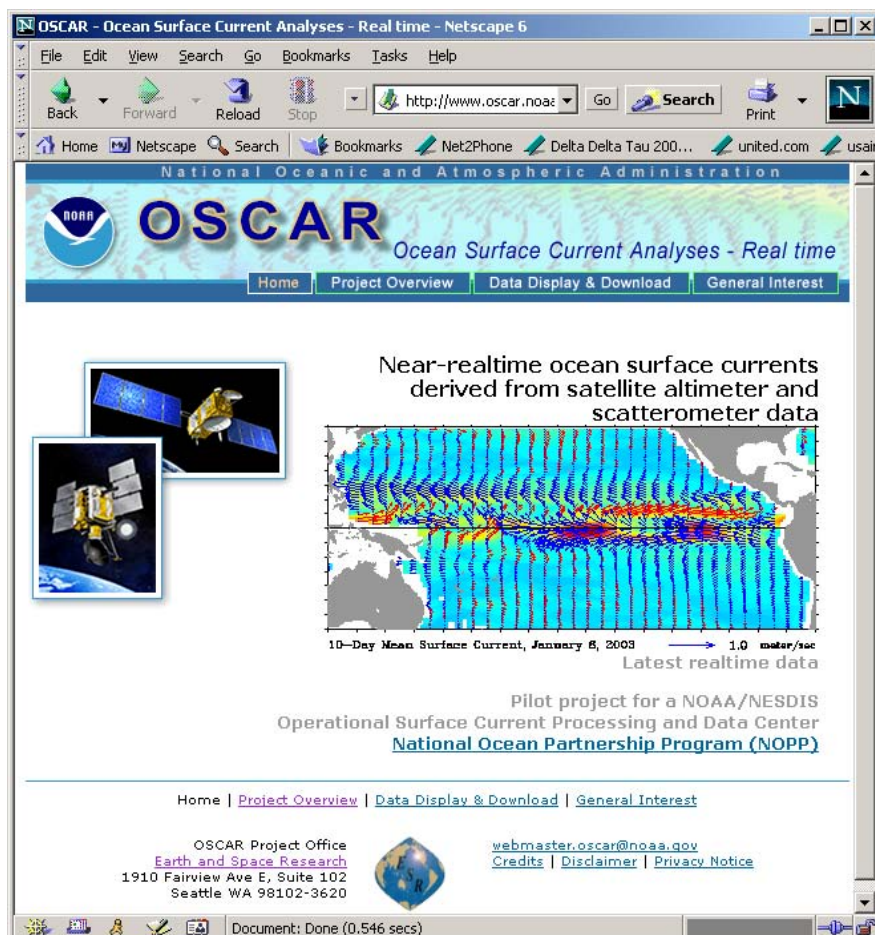 OSCAR - Ocean Surface Current Analyses - Real time - Netscape 6
File Edit View Search Go Bookmarks Tasks Help
Back Forward Reload Stop http://www.oscar.noaa Go Search Print N
Home Netscape Search Bookmarks Net2Phone Delta Delta Tau 200... united.com usair
National Oceanic and Atmospheric Administration
NOAA
OSCAR
Ocean Surface Current Analyses - Real time
Home Project Overview Data Display & Download General Interest
Near-realtime ocean surface currents
derived from satellite altimeter and
scatterometer data
10-Day Mean Surface Current, January 6, 2003 1.0 meter/sec
Latest realtime data
Pilot project for a NOAA/NESDIS
Operational Surface Current Processing and Data Center
National Ocean Partnership Program (NOPP)
Home | Project Overview | Data Display & Download | General Interest
OSCAR Project Office
Earth and Space Research
1910 Fairview Ave E, Suite 102
Seattle WA 98102-3620
ESR
webmaster.oscar@noaa.gov
Credits | Disclaimer | Privacy Notice
Document: Done (0.546 secs)